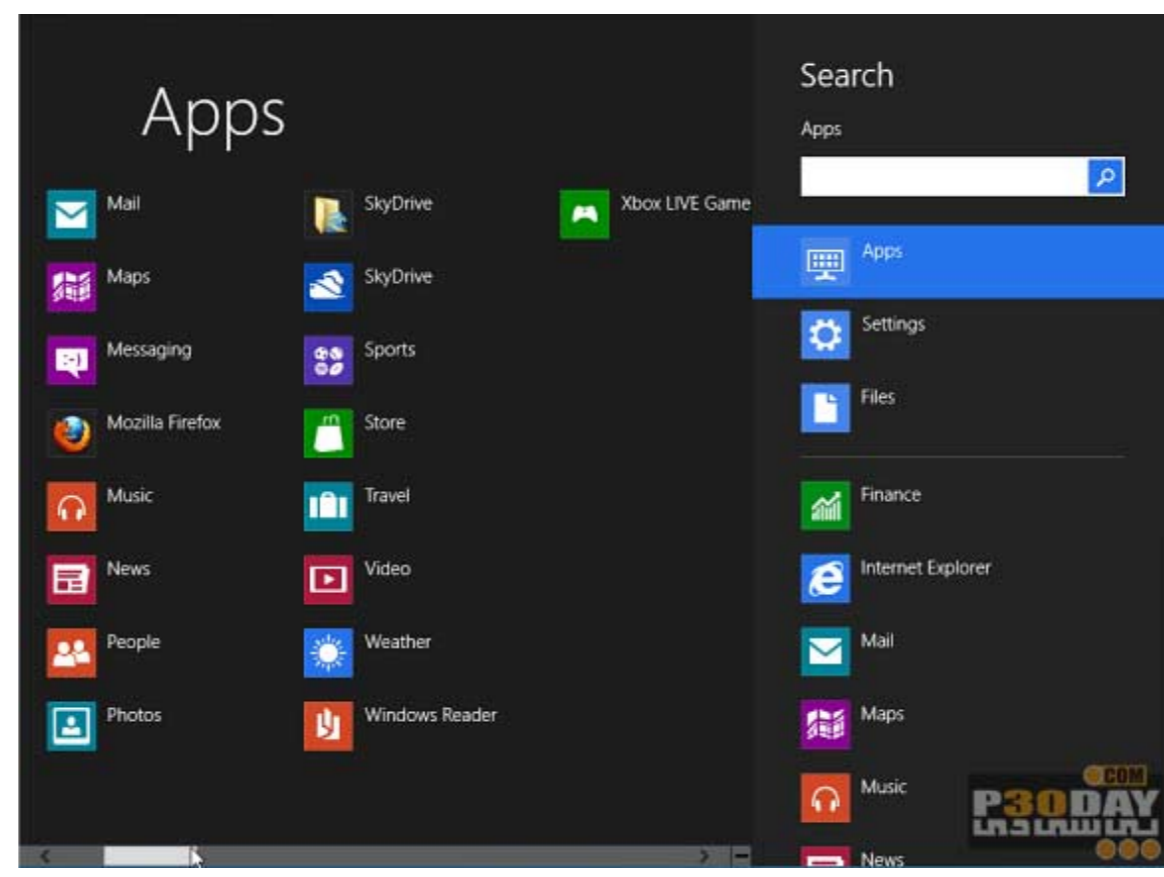 Apps
Mail
Maps
Messaging
Mozilla Firefox
Music
News
People
Photos
SkyDrive
SkyDrive
Sports
Store
Travel
Video
Weather
Windows Reader
Xbox LIVE Game
Search
Apps
Apps
Settings
Files
Finance
Internet Explorer
Mail
Maps
Music
News
.COM
P30DAY